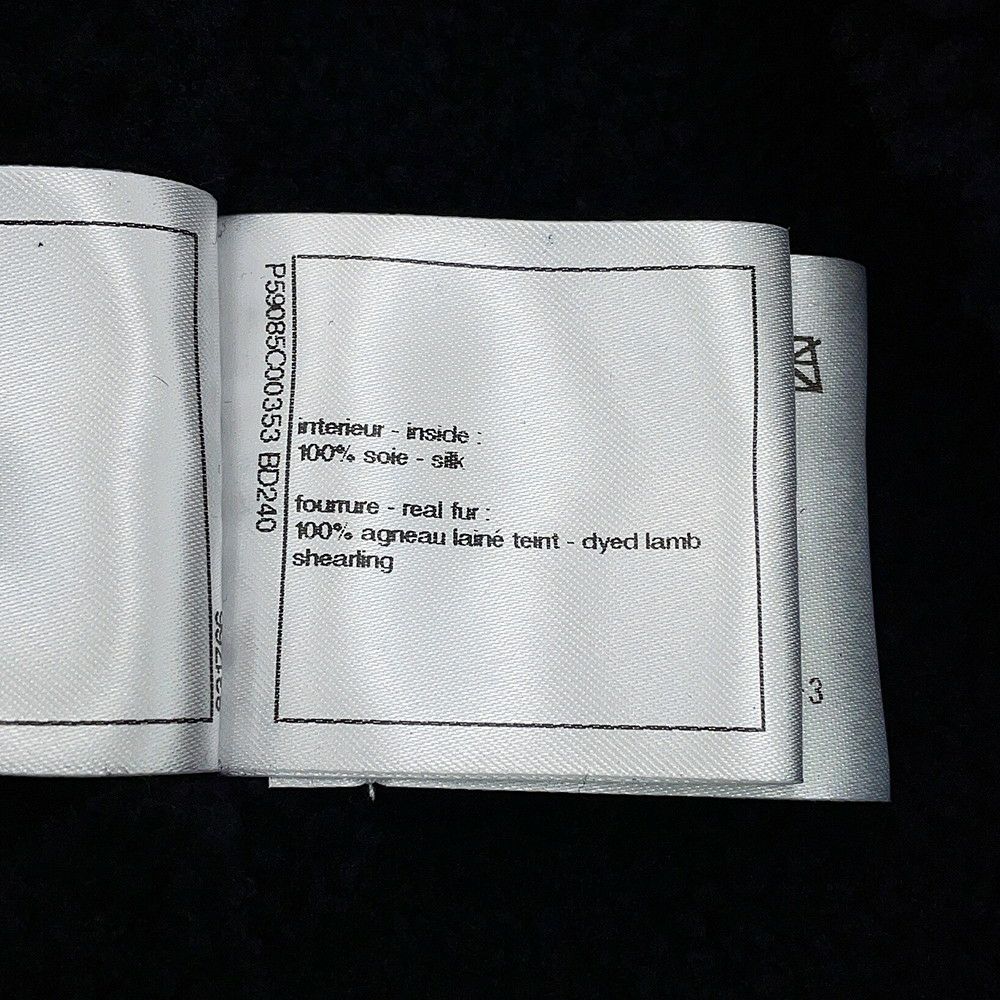 P59085C00353 BD240
interieur - inside :
100% soie - silk
fourrure - real fur :
100% agneau lainé teint - dyed lamb
shearling
3